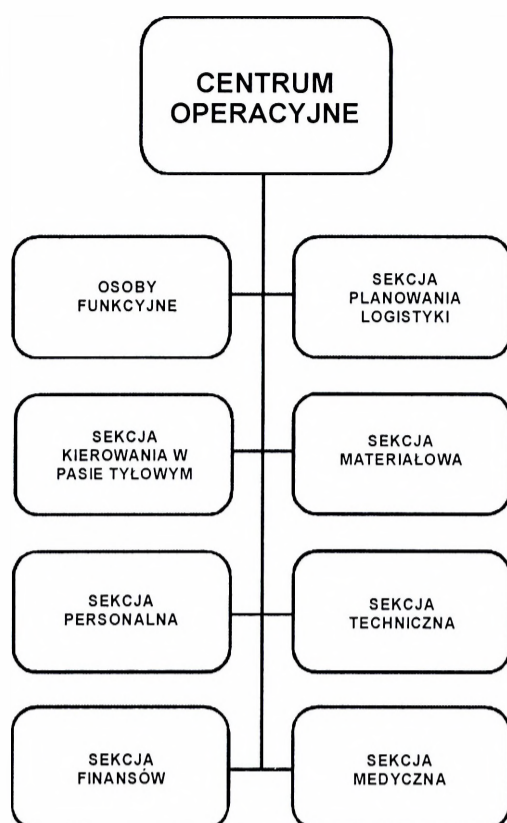 CENTRUM
OPERACYJNE
OSOBY
FUNKCYJNE
SEKCJA
PLANOWANIA
LOGISTYKI
SEKCJA
KIEROWANIA W
PASIE TYŁOWYM
SEKCJA
MATERIAŁOWA
SEKCJA
PERSONALNA
SEKCJA
TECHNICZNA
SEKCJA
FINANSÓW
SEKCJA
MEDYCZNA